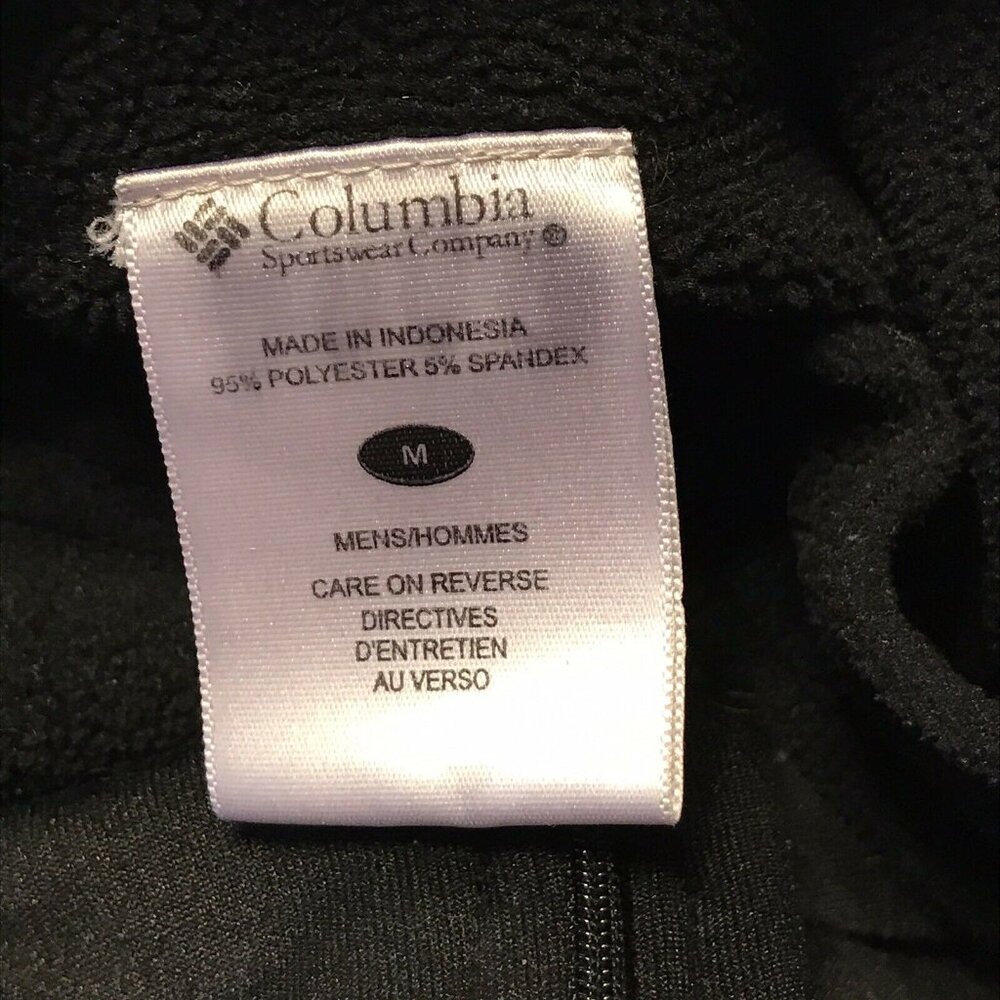 Columbia
Sportswear Company ®
MADE IN INDONESIA
95% POLYESTER 5% SPANDEX
M
MENS/HOMMES
CARE ON REVERSE
DIRECTIVES
D'ENTRETIEN
AU VERSO